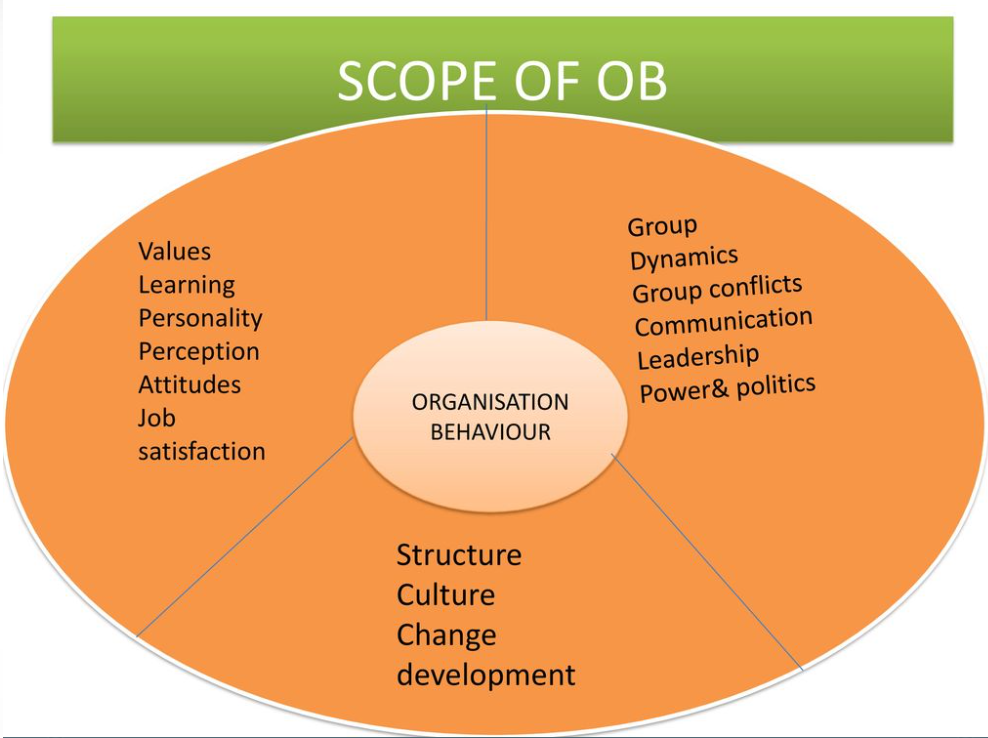 SCOPE OF OB
Values
Learning
Personality
Perception
Attitudes
Job
satisfaction
Group
Dynamics
Group conflicts
Communication
Leadership
Power& politics
ORGANISATION
BEHAVIOUR
Structure
Culture
Change
development